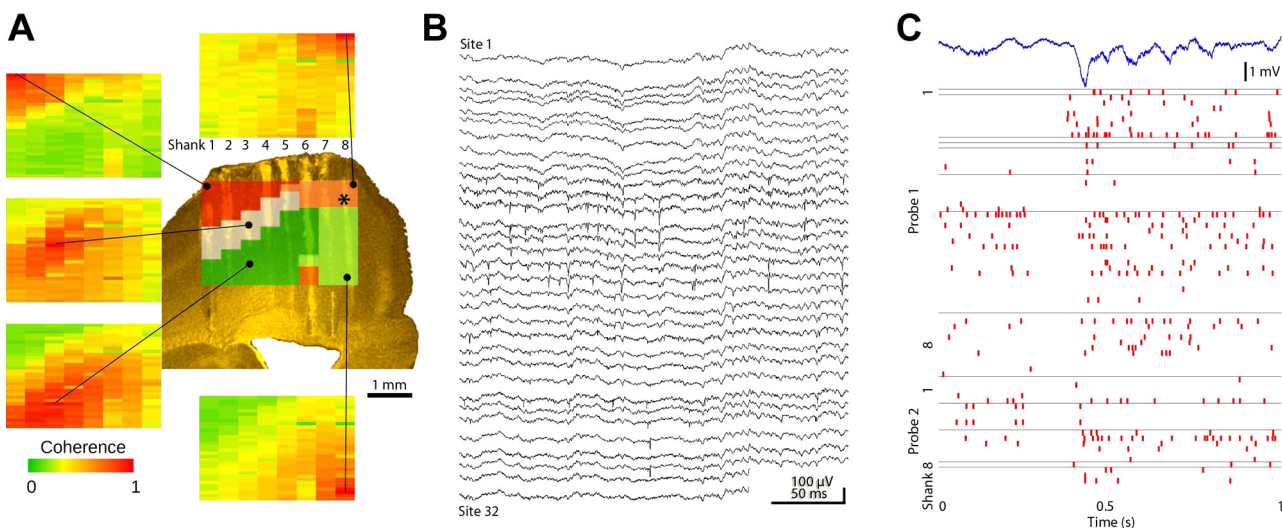 A
Shank 1 2 3 4 5 6 7 8
*
1 mm
Coherence
0 1
B
Site 1
Site 32
100 µV
50 ms
C
1 mV
1
Probe 1
8
1
Probe 2
Shank 8
0 0.5 1
Time (s)